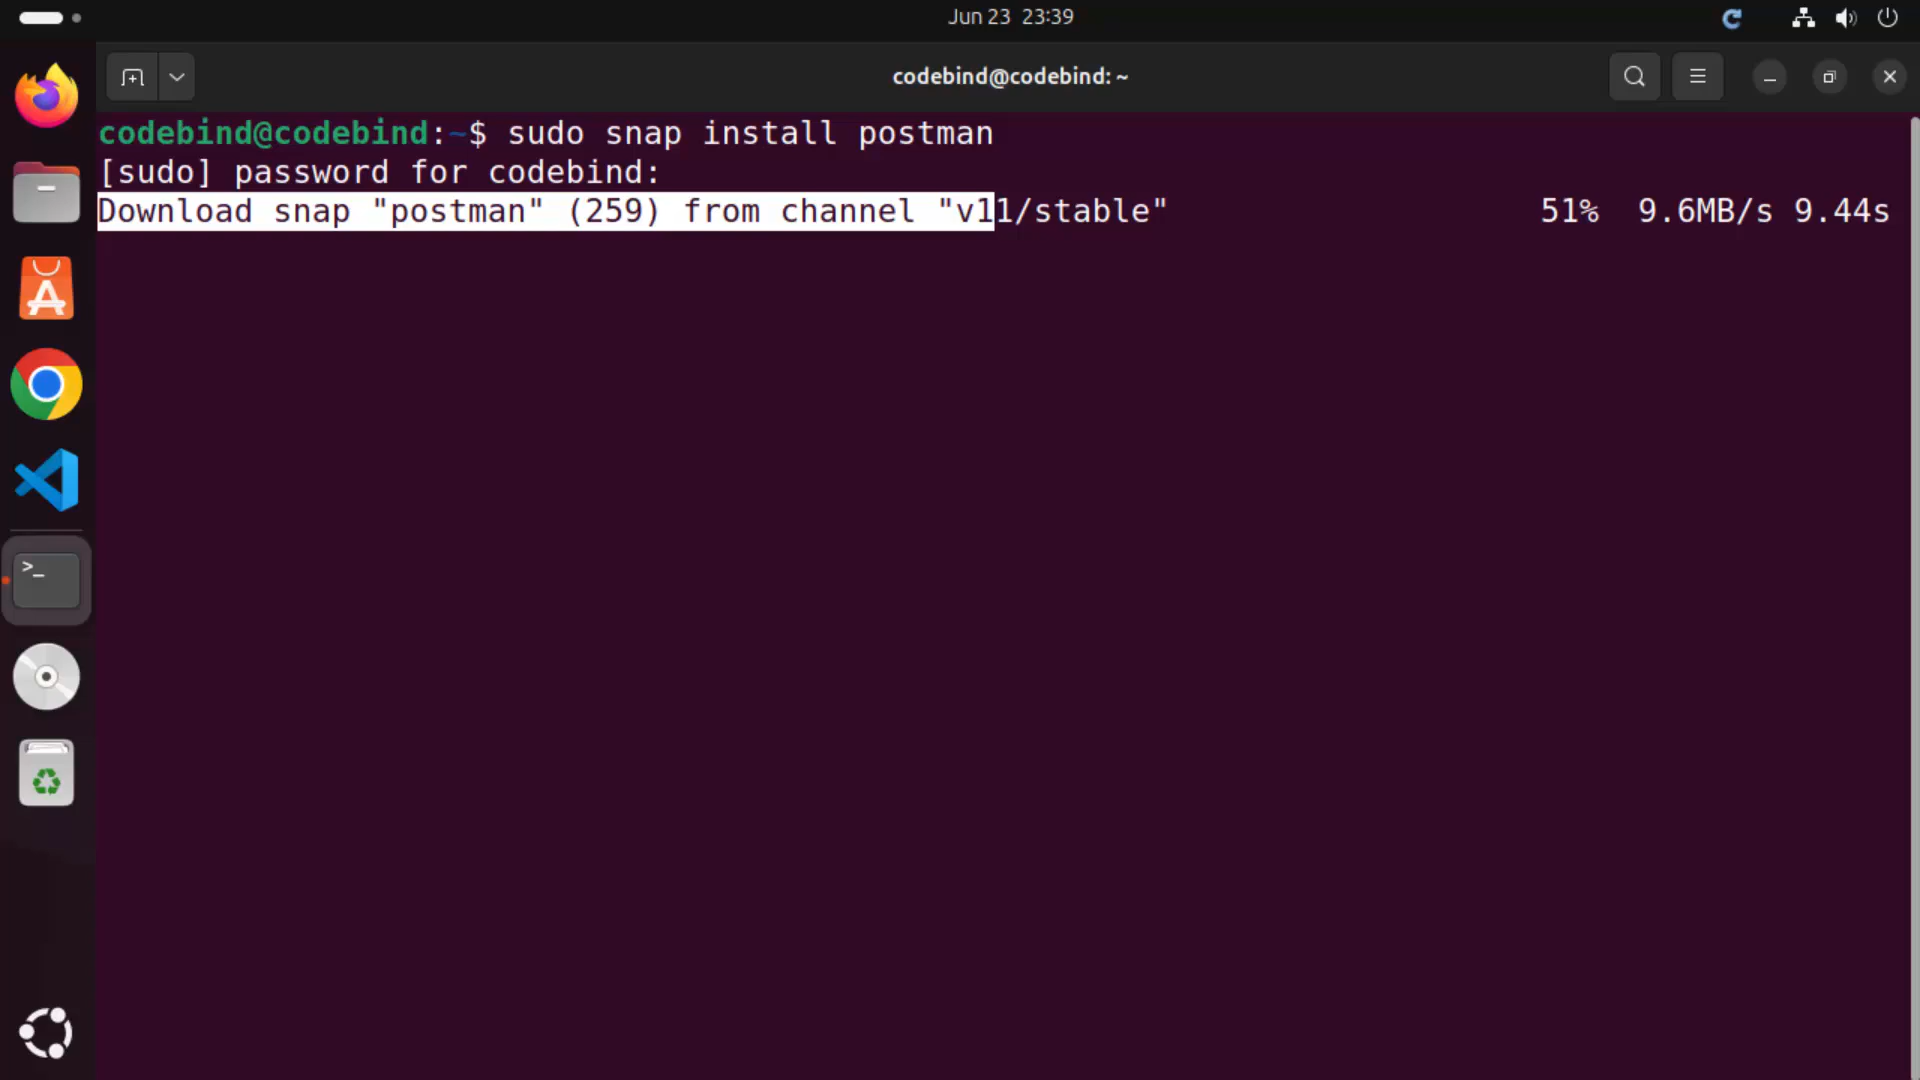 Jun 23 23:39
codebind@codebind: ~
codebind@codebind:~$ sudo snap install postman
[sudo] password for codebind:
Download snap "postman" (259) from channel "v11/stable" 51% 9.6MB/s 9.44s
>_